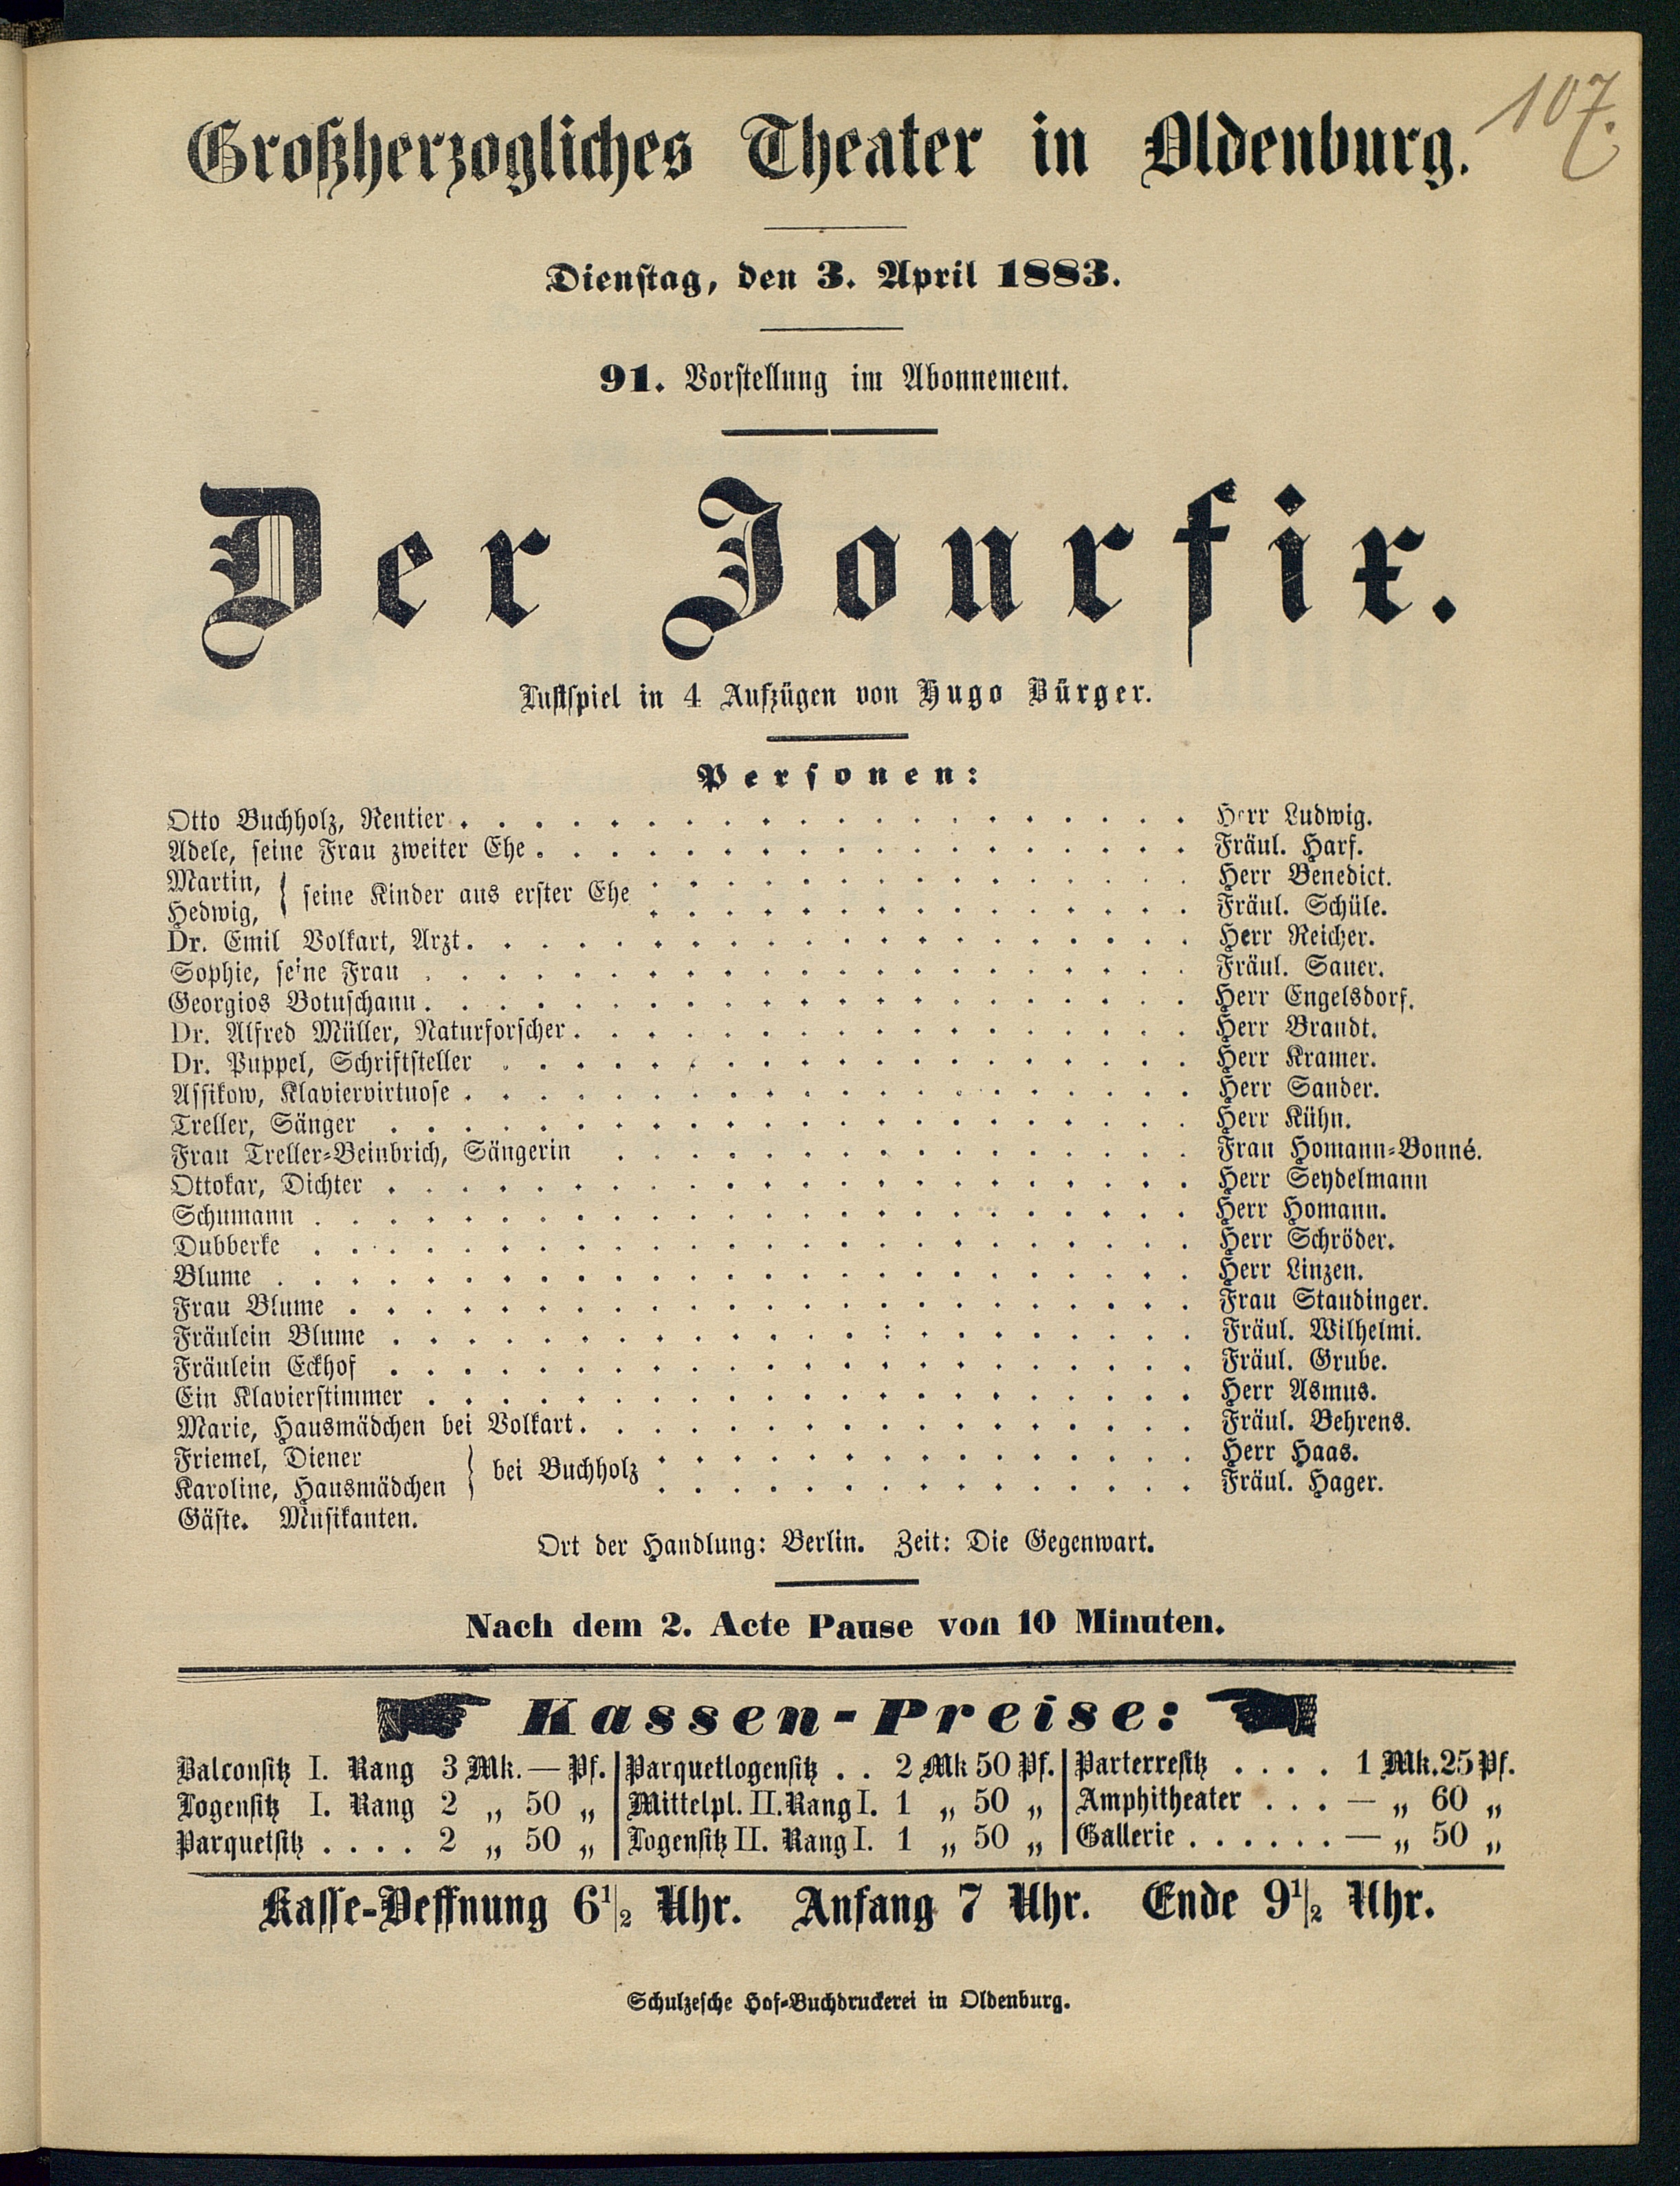 107.
Großherzogliches Theater in Oldenburg.
Dienstag, den 3. April 1883.
91. Vorstellung im Abonnement.
Der Jourfix.
Lustspiel in 4 Aufzügen von Hugo Bürger.
Personen:
Otto Buchholz, Rentier . . . . . . . . . . . . . . . . . . . . Herr Ludwig.
Adele, seine Frau zweiter Ehe . . . . . . . . . . . . . . . . . . Fräul. Harf.
Martin, } seine Kinder aus erster Ehe . . . . . . . . . . . . . . . Herr Benedict.
Hedwig, . . . . . . . . . . . . . . . Fräul. Schüle.
Dr. Emil Volkart, Arzt . . . . . . . . . . . . . . . . . . . . Herr Reicher.
Sophie, seine Frau . . . . . . . . . . . . . . . . . . . . . Fräul. Sauer.
Georgios Botuschann . . . . . . . . . . . . . . . . . . . . . Herr Engelsdorf.
Dr. Alfred Müller, Naturforscher . . . . . . . . . . . . . . . . . Herr Brandt.
Dr. Puppel, Schriftsteller . . . . . . . . . . . . . . . . . . . Herr Kramer.
Assikow, Klaviervirtuose . . . . . . . . . . . . . . . . . . . . Herr Sander.
Treller, Sänger . . . . . . . . . . . . . . . . . . . . . . Herr Kühn.
Frau Treller-Beinbrich, Sängerin . . . . . . . . . . . . . . . . Frau Homann-Bonné.
Ottokar, Dichter . . . . . . . . . . . . . . . . . . . . . . Herr Seydelmann
Schumann . . . . . . . . . . . . . . . . . . . . . . . . Herr Homann.
Dubberke . . . . . . . . . . . . . . . . . . . . . . . . Herr Schröder.
Blume . . . . . . . . . . . . . . . . . . . . . . . . . Herr Linzen.
Frau Blume . . . . . . . . . . . . . . . . . . . . . . . Frau Staudinger.
Fräulein Blume . . . . . . . . . . . . . . . . . . . . . . Fräul. Wilhelmi.
Fräulein Eckhof . . . . . . . . . . . . . . . . . . . . . . Fräul. Grube.
Ein Klavierstimmer . . . . . . . . . . . . . . . . . . . . . Herr Asmus.
Marie, Hausmädchen bei Volkart . . . . . . . . . . . . . . . . . Fräul. Behrens.
Friemel, Diener } bei Buchholz . . . . . . . . . . . . . . . Herr Haas.
Karoline, Hausmädchen . . . . . . . . . . . . . . . Fräul. Hager.
Gäste. Musikanten.
Ort der Handlung: Berlin. Zeit: Die Gegenwart.
Nach dem 2. Acte Pause von 10 Minuten.
Kassen-Preise:
Balconsitz I. Rang 3 Mk. — Pf. | Parquetlogensitz . . 2 Mk 50 Pf. | Parterresitz . . . . 1 Mk. 25 Pf.
Logensitz I. Rang 2 „ 50 „ | Mittelpl. II. Rang I. 1 „ 50 „ | Amphitheater . . . — „ 60 „
Parquetsitz . . . . 2 „ 50 „ | Logensitz II. Rang I. 1 „ 50 „ | Gallerie . . . . . . — „ 50 „
Kasse-Oeffnung 6 1/2 Uhr. Anfang 7 Uhr. Ende 9 1/2 Uhr.
Schulzesche Hof-Buchdruckerei in Oldenburg.